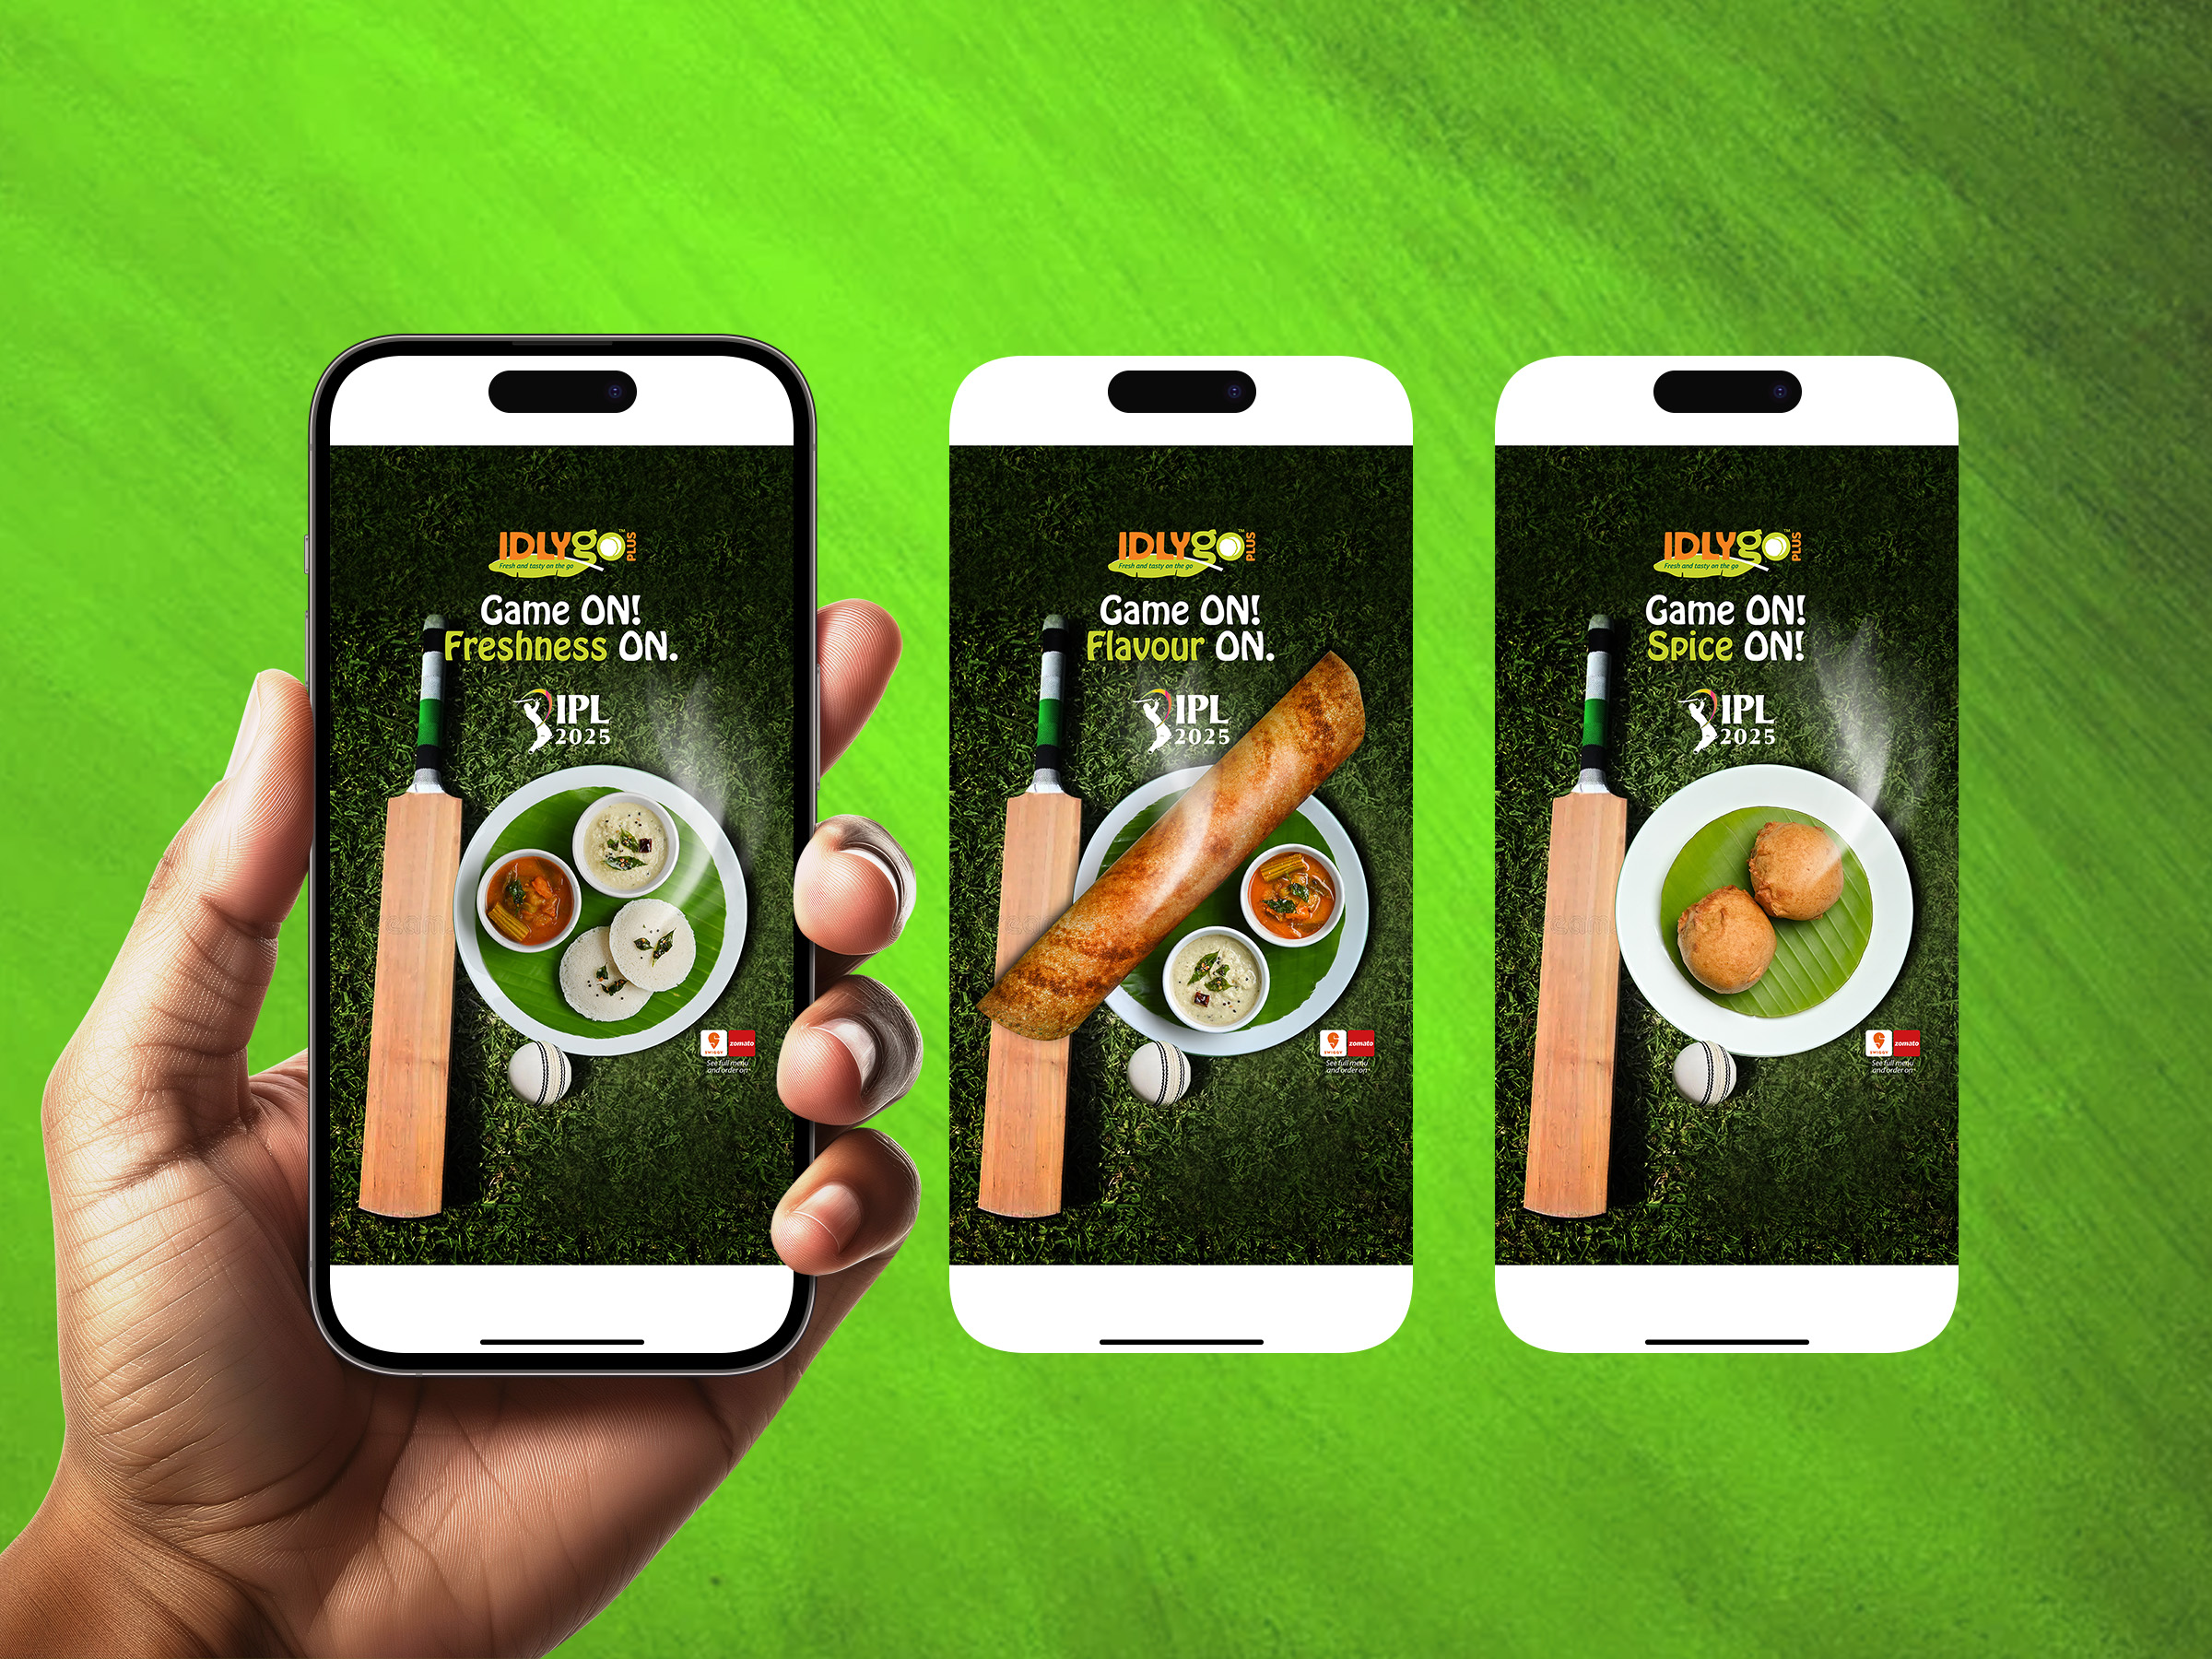 IDLYgo PLUS
TM
Fresh and tasty on the go
Game ON!
Freshness ON.
IPL
2025
SWIGGY zomato
See full menu
and order on*
IDLYgo PLUS
TM
Fresh and tasty on the go
Game ON!
Flavour ON.
IPL
2025
SWIGGY zomato
See full menu
and order on*
IDLYgo PLUS
TM
Fresh and tasty on the go
Game ON!
Spice ON!
IPL
2025
SWIGGY zomato
See full menu
and order on*